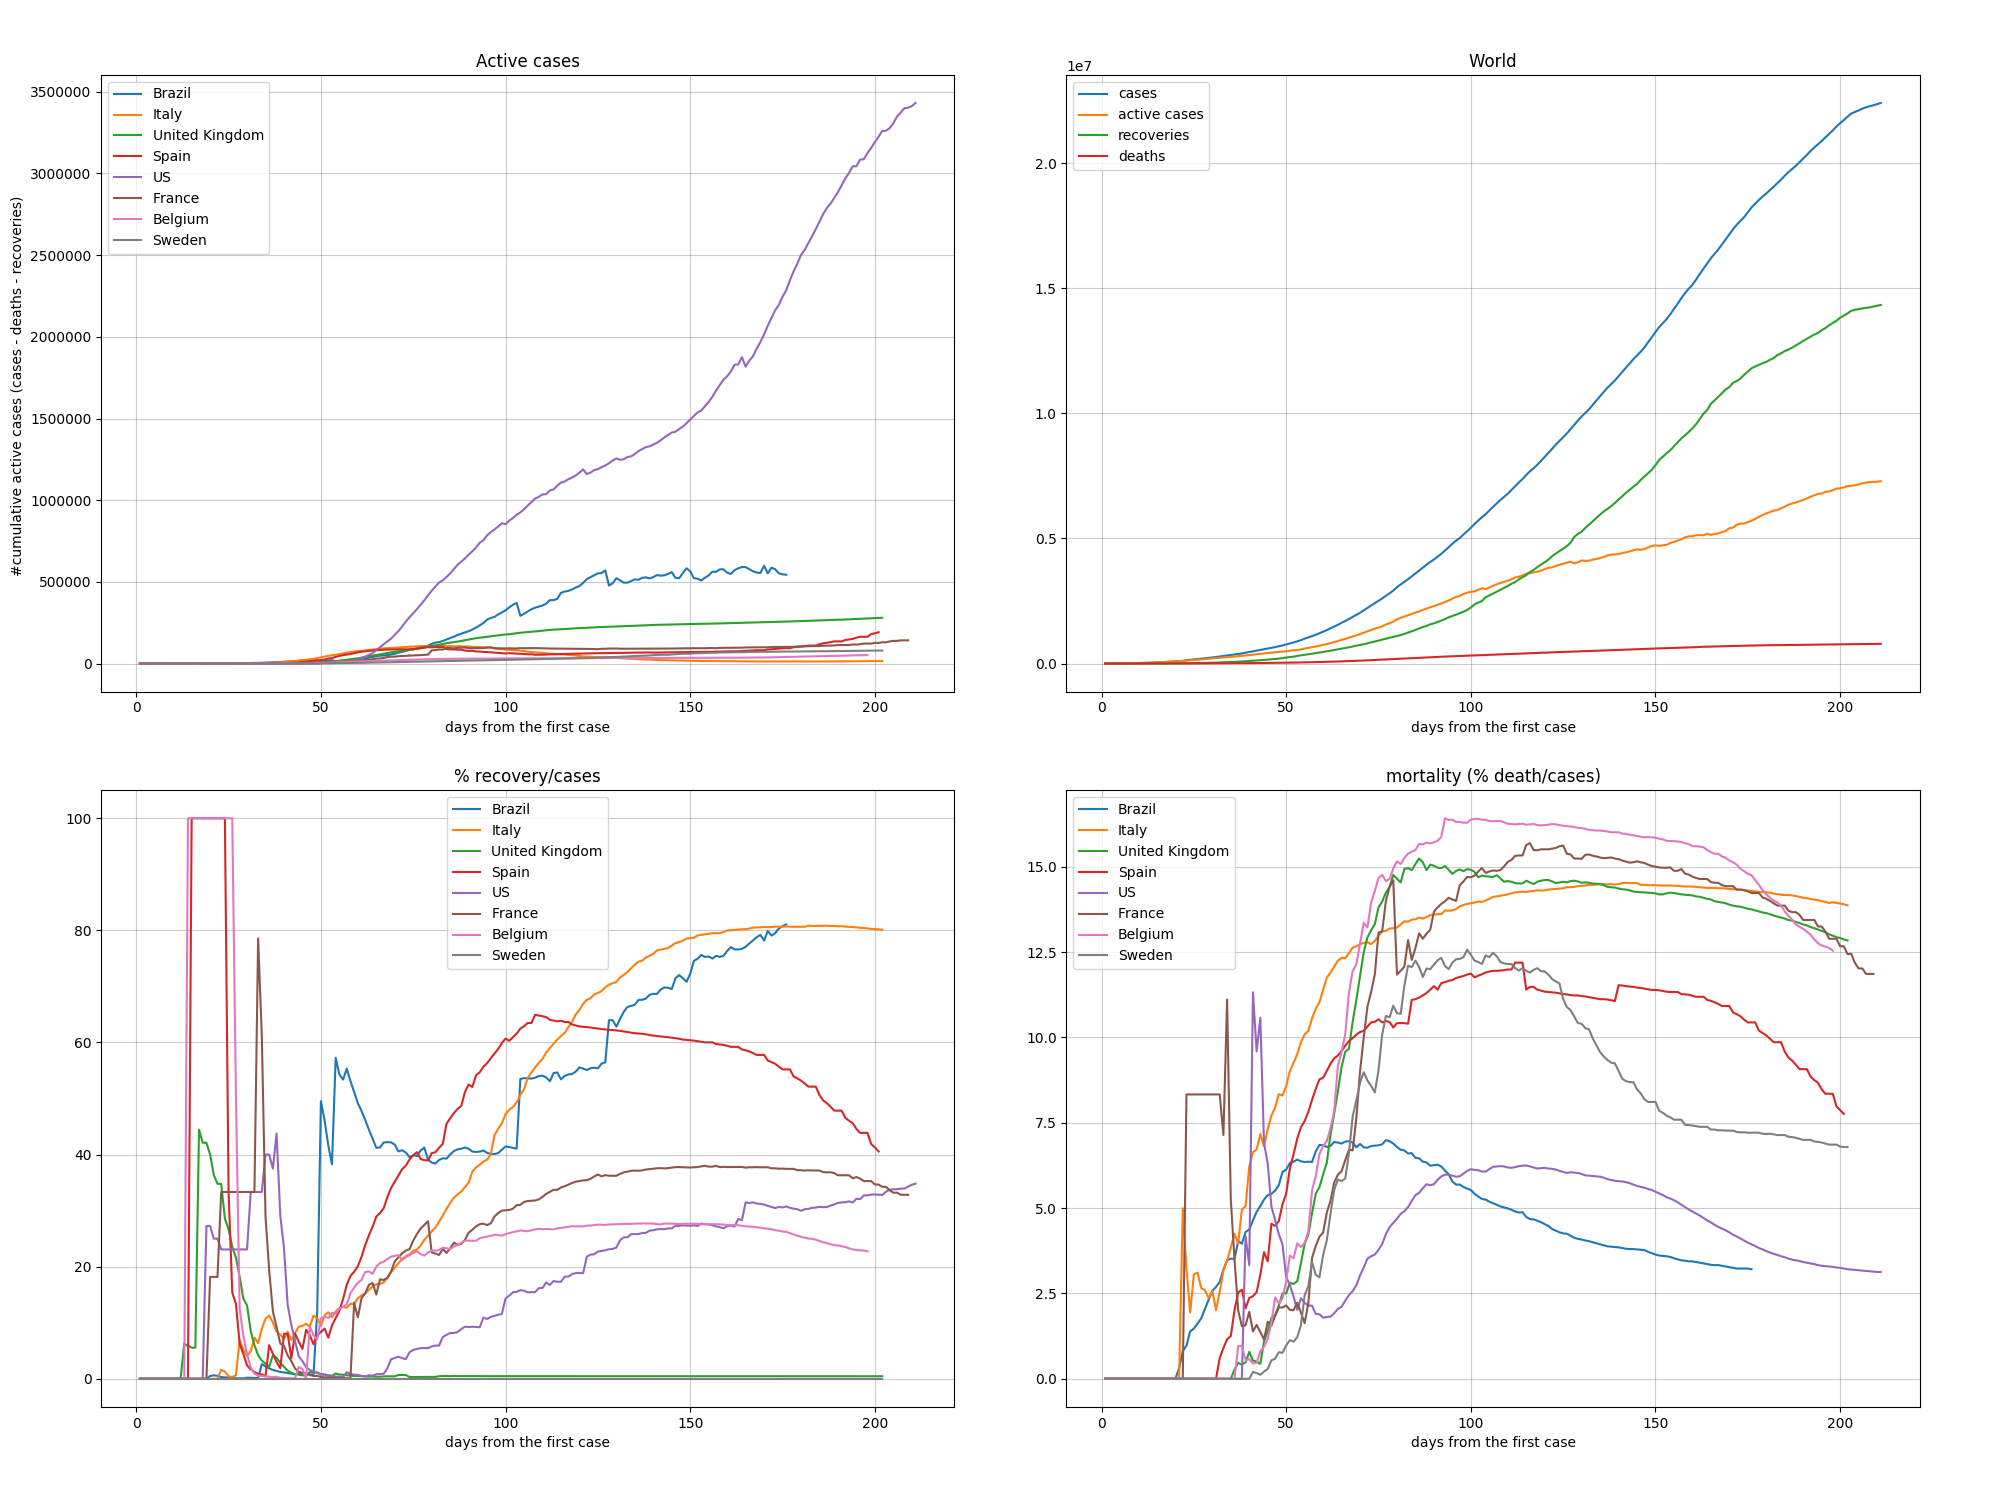 Active cases
#cumulative active cases (cases - deaths - recoveries)
3500000
3000000
2500000
2000000
1500000
1000000
500000
0
Brazil
Italy
United Kingdom
Spain
US
France
Belgium
Sweden
0 50 100 150 200
days from the first case
World
1e7
2.0
1.5
1.0
0.5
0.0
cases
active cases
recoveries
deaths
0 50 100 150 200
days from the first case
% recovery/cases
100
80
60
40
20
0
Brazil
Italy
United Kingdom
Spain
US
France
Belgium
Sweden
0 50 100 150 200
days from the first case
mortality (% death/cases)
15.0
12.5
10.0
7.5
5.0
2.5
0.0
Brazil
Italy
United Kingdom
Spain
US
France
Belgium
Sweden
0 50 100 150 200
days from the first case